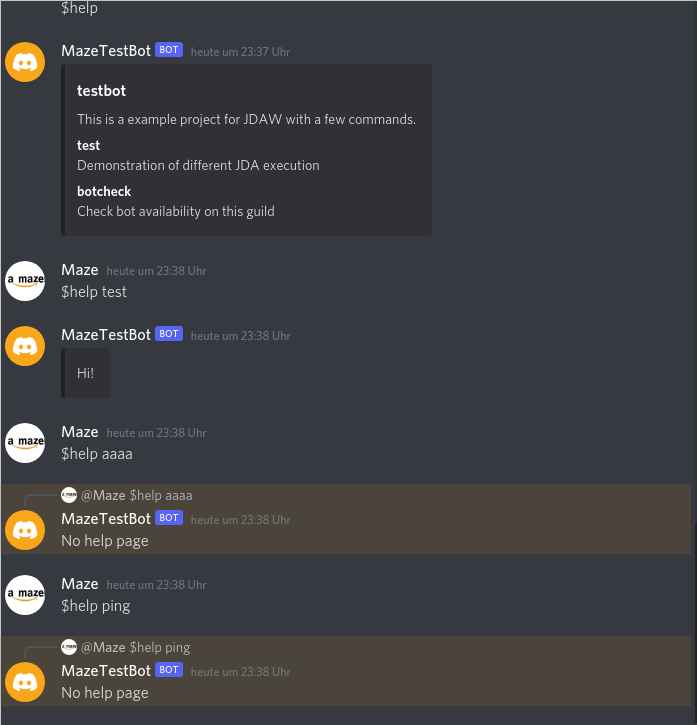 $help
MazeTestBot BOT heute um 23:37 Uhr
testbot
This is a example project for JDAW with a few commands.
test
Demonstration of different JDA execution
botcheck
Check bot availability on this guild
a maze
Maze heute um 23:38 Uhr
$help test
MazeTestBot BOT heute um 23:38 Uhr
Hi!
a maze
Maze heute um 23:38 Uhr
$help aaaa
@Maze $help aaaa
MazeTestBot BOT heute um 23:38 Uhr
No help page
a maze
Maze heute um 23:38 Uhr
$help ping
@Maze $help ping
MazeTestBot BOT heute um 23:38 Uhr
No help page